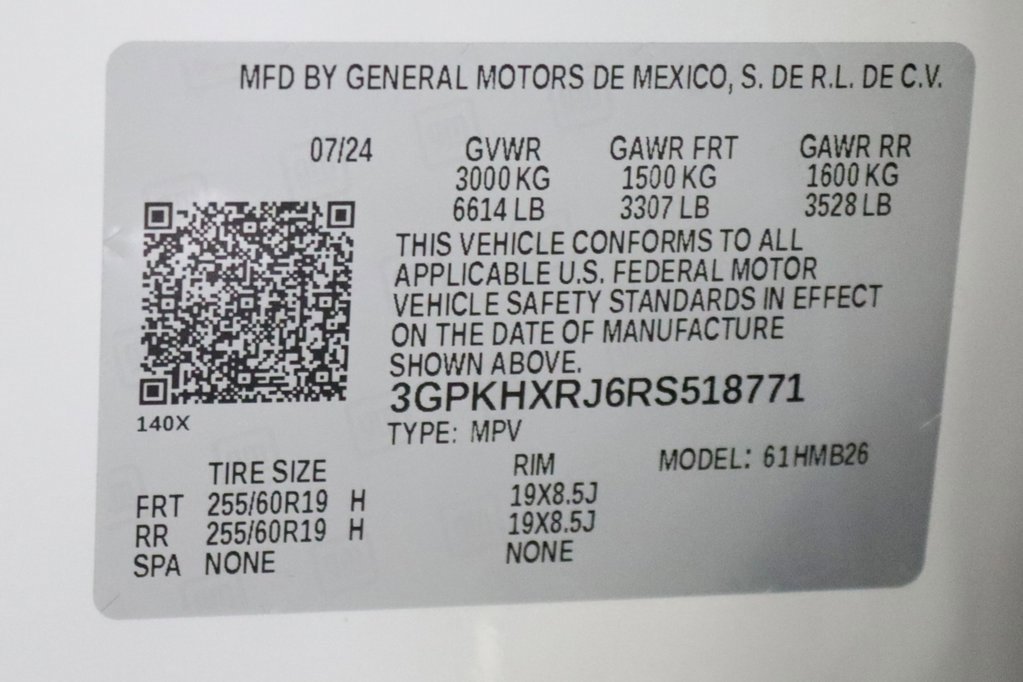 MFD BY GENERAL MOTORS DE MEXICO, S. DE R.L. DE C.V.
07/24 GVWR GAWR FRT GAWR RR
3000 KG 1500 KG 1600 KG
6614 LB 3307 LB 3528 LB
THIS VEHICLE CONFORMS TO ALL
APPLICABLE U.S. FEDERAL MOTOR
VEHICLE SAFETY STANDARDS IN EFFECT
ON THE DATE OF MANUFACTURE
SHOWN ABOVE.
3GPKHXRJ6RS518771
140X
TYPE: MPV
TIRE SIZE RIM MODEL: 61HMB26
FRT 255/60R19 H 19X8.5J
RR 255/60R19 H 19X8.5J
SPA NONE NONE